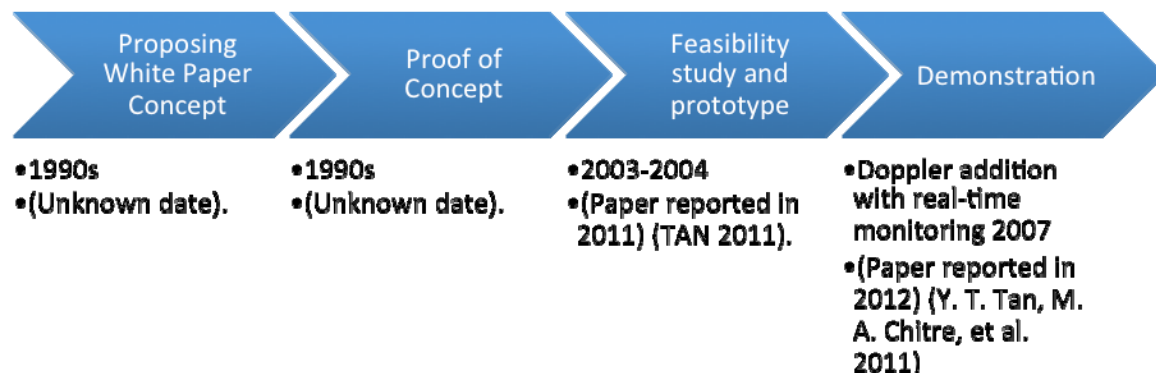 Proposing
White Paper
Concept
Proof of
Concept
Feasibility
study and
prototype
Demonstration
•1990s
•(Unknown date).
•1990s
•(Unknown date).
•2003-2004
•(Paper reported in
2011) (TAN 2011).
•Doppler addition
with real-time
monitoring 2007
•(Paper reported in
2012) (Y. T. Tan, M.
A. Chitre, et al.
2011)